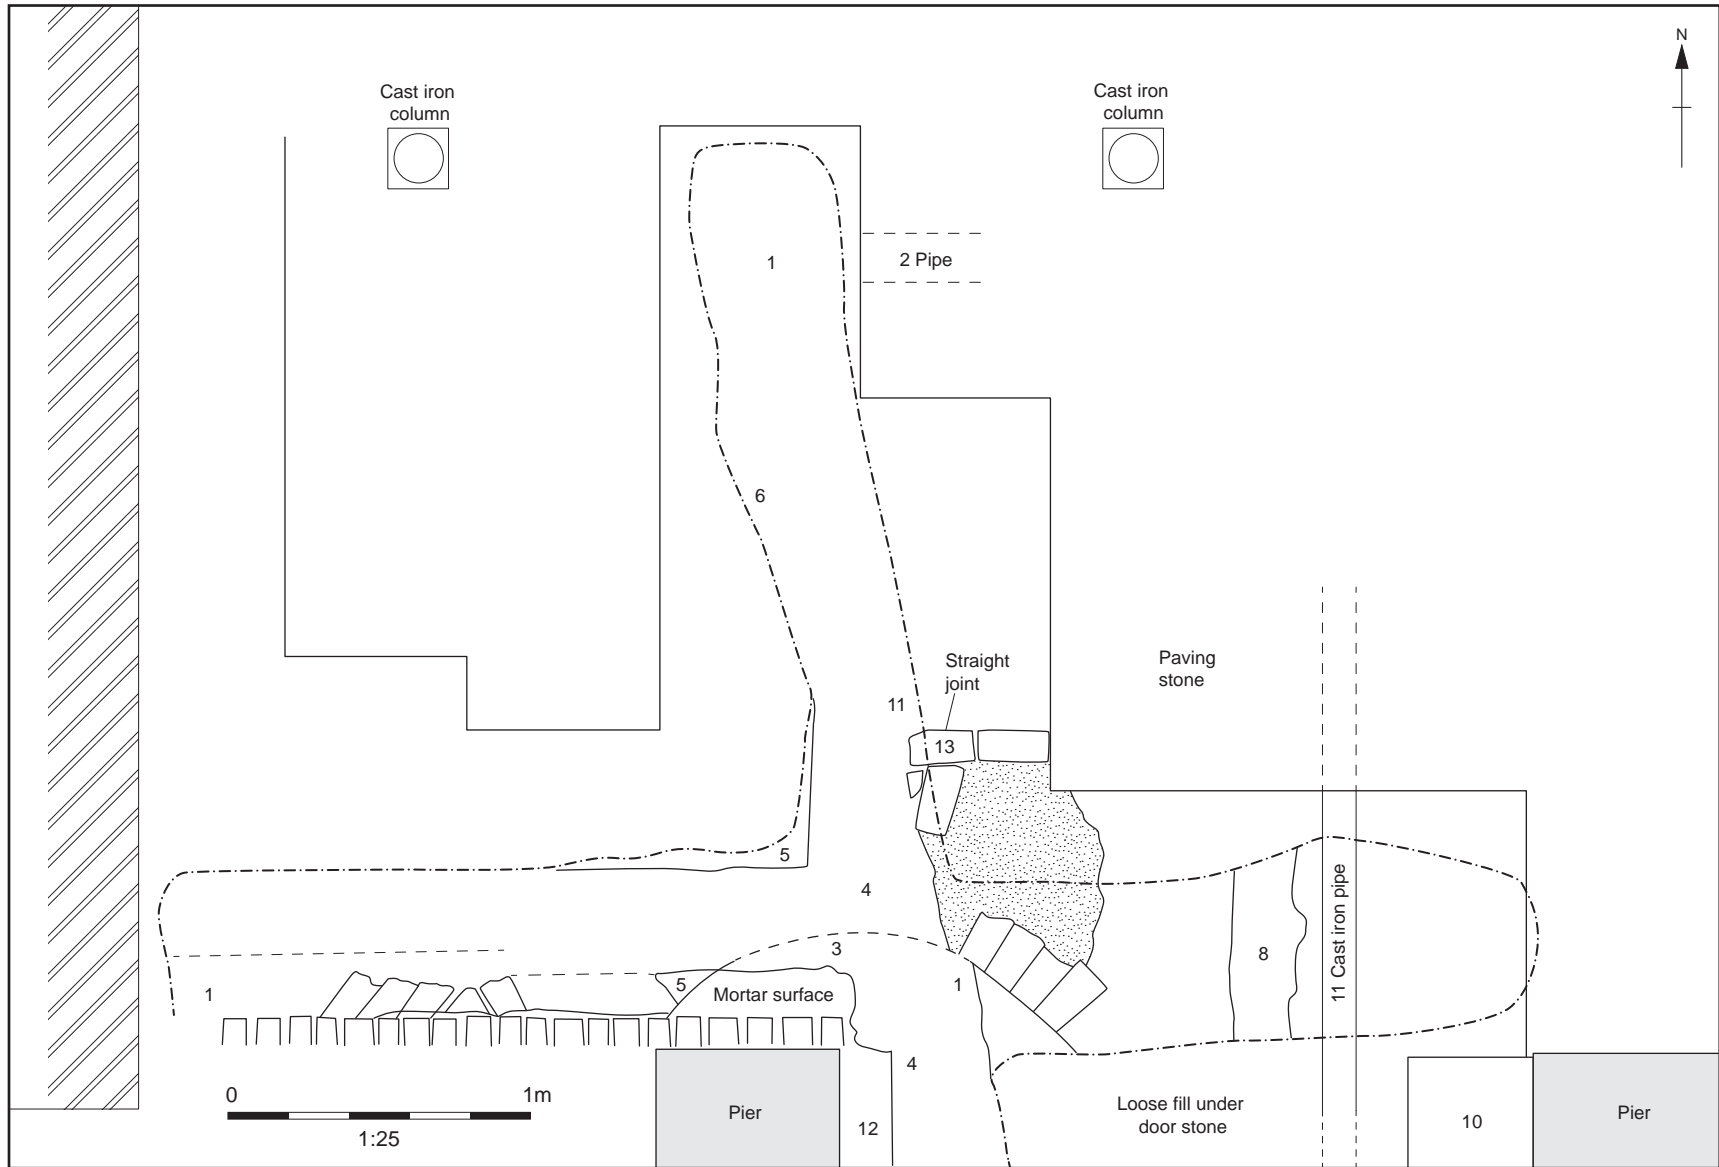 N
Cast iron
column
Cast iron
column
1
2 Pipe
6
Straight
joint
Paving
stone
11
13
5
4
3
8
11 Cast iron pipe
5
1
1
Mortar surface
4
0 1m
1:25
Pier
12
Loose fill under
door stone
10
Pier